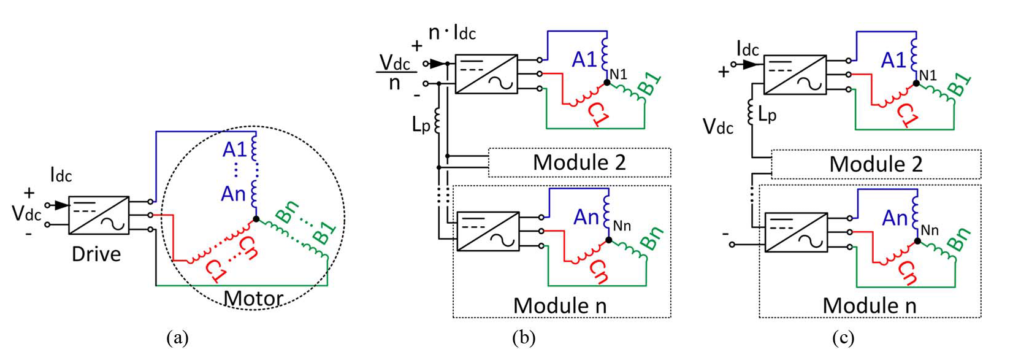 Idc
+
Vdc
-
Drive
A1
An
Bn
B1
C1
Cn
Motor
(a)
n·Idc
+
Vdc
n
-
Lp
A1
N1
B1
C1
Module 2
An
Nn
Bn
Cn
Module n
(b)
Idc
+
Vdc
-
Lp
A1
N1
B1
C1
Module 2
An
Nn
Bn
Cn
Module n
(c)